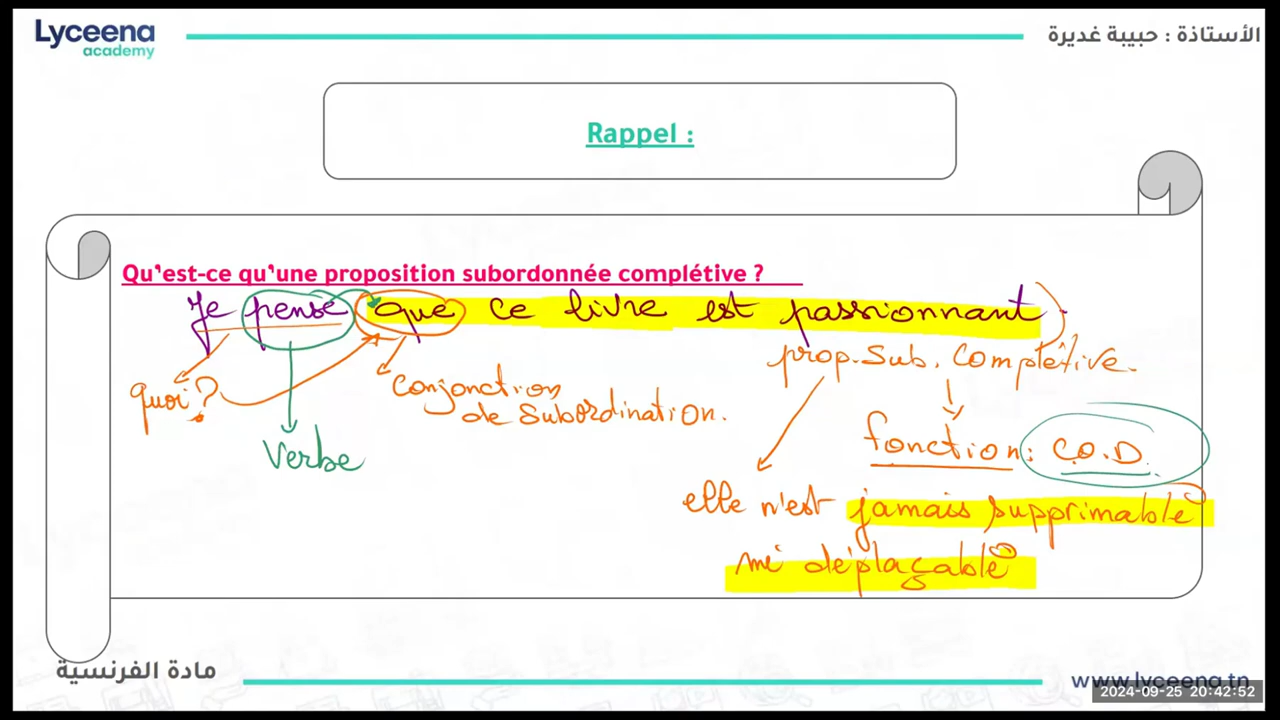 Lyceena
academy
الأستاذة : حبيبة غديرة
Rappel :
Qu'est-ce qu'une proposition subordonnée complétive ?
Je pense que ce livre est passionnant.
prop. Sub. Complétive.
quoi ?
Conjonction
de Subordination.
Verbe
fonction : C.O.D.
elle n'est jamais supprimable
ni déplaçable
مادة الفرنسية
www.lyceena.tn
2024-09-25 20:42:52